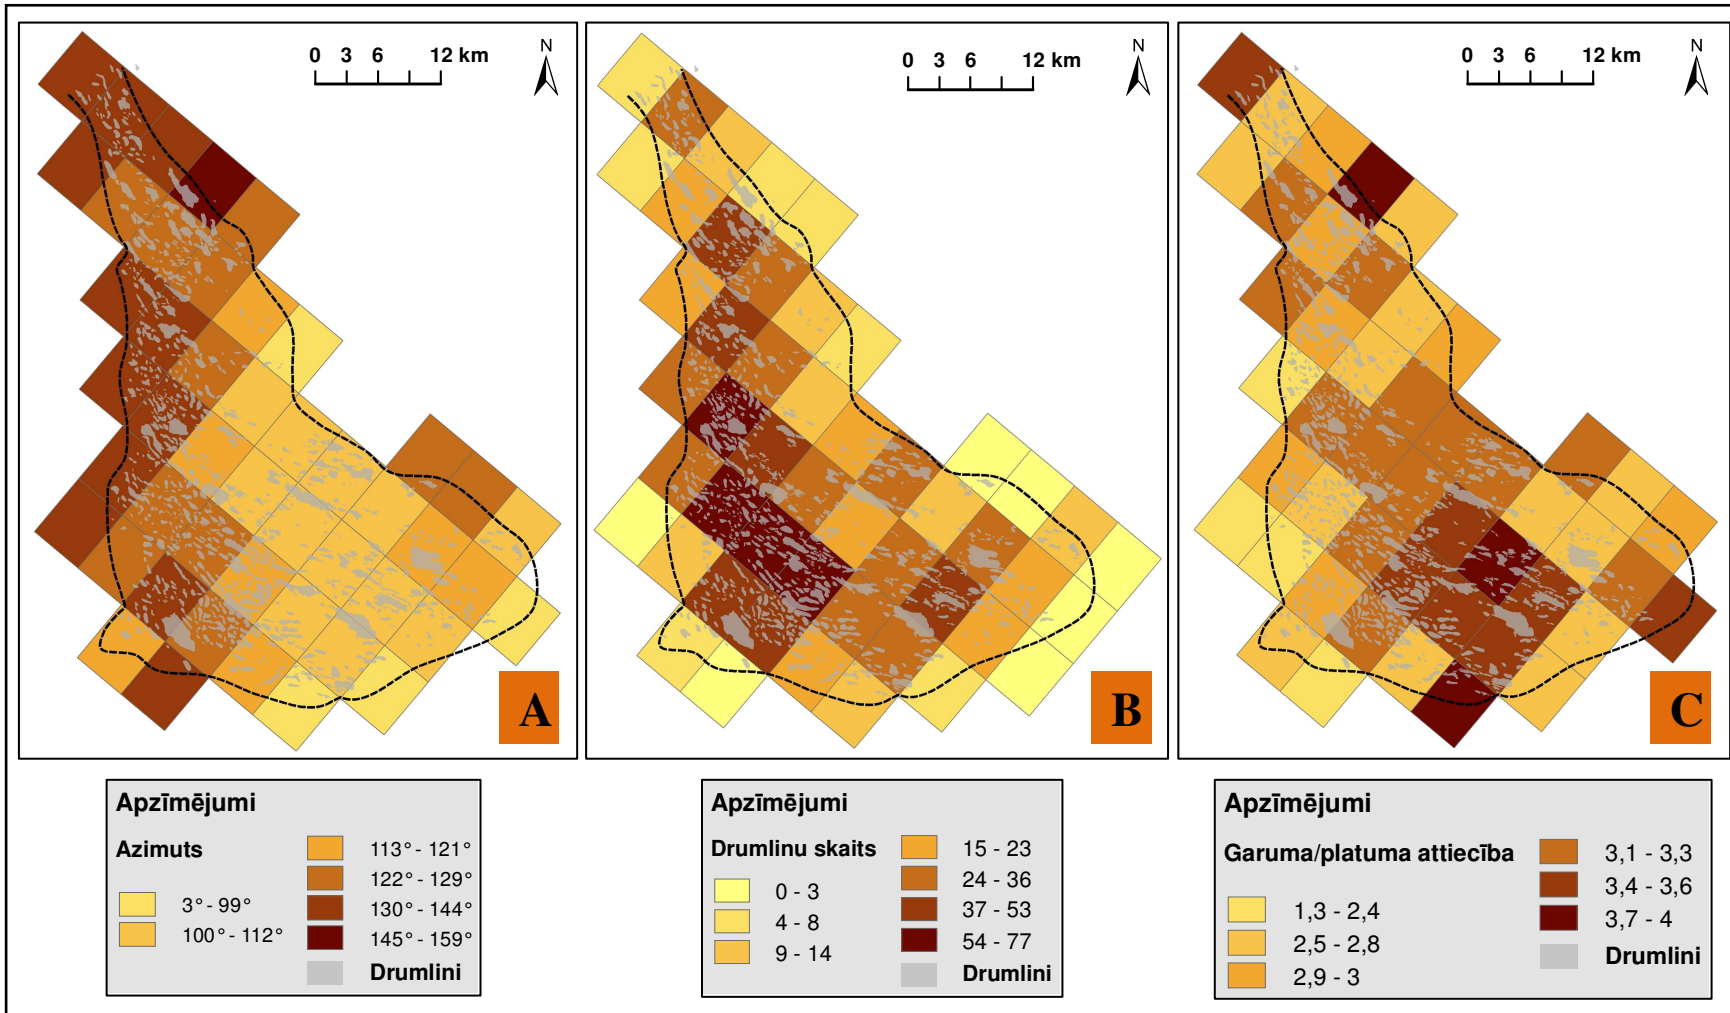 0 3 6 12 km
N
A
0 3 6 12 km
N
B
0 3 6 12 km
N
C
Apzīmējumi
Azimuts
3° - 99°
100° - 112°
113° - 121°
122° - 129°
130° - 144°
145° - 159°
Drumlini
Apzīmējumi
Drumlinu skaits
0 - 3
4 - 8
9 - 14
15 - 23
24 - 36
37 - 53
54 - 77
Drumlini
Apzīmējumi
Garuma/platuma attiecība
1,3 - 2,4
2,5 - 2,8
2,9 - 3
3,1 - 3,3
3,4 - 3,6
3,7 - 4
Drumlini